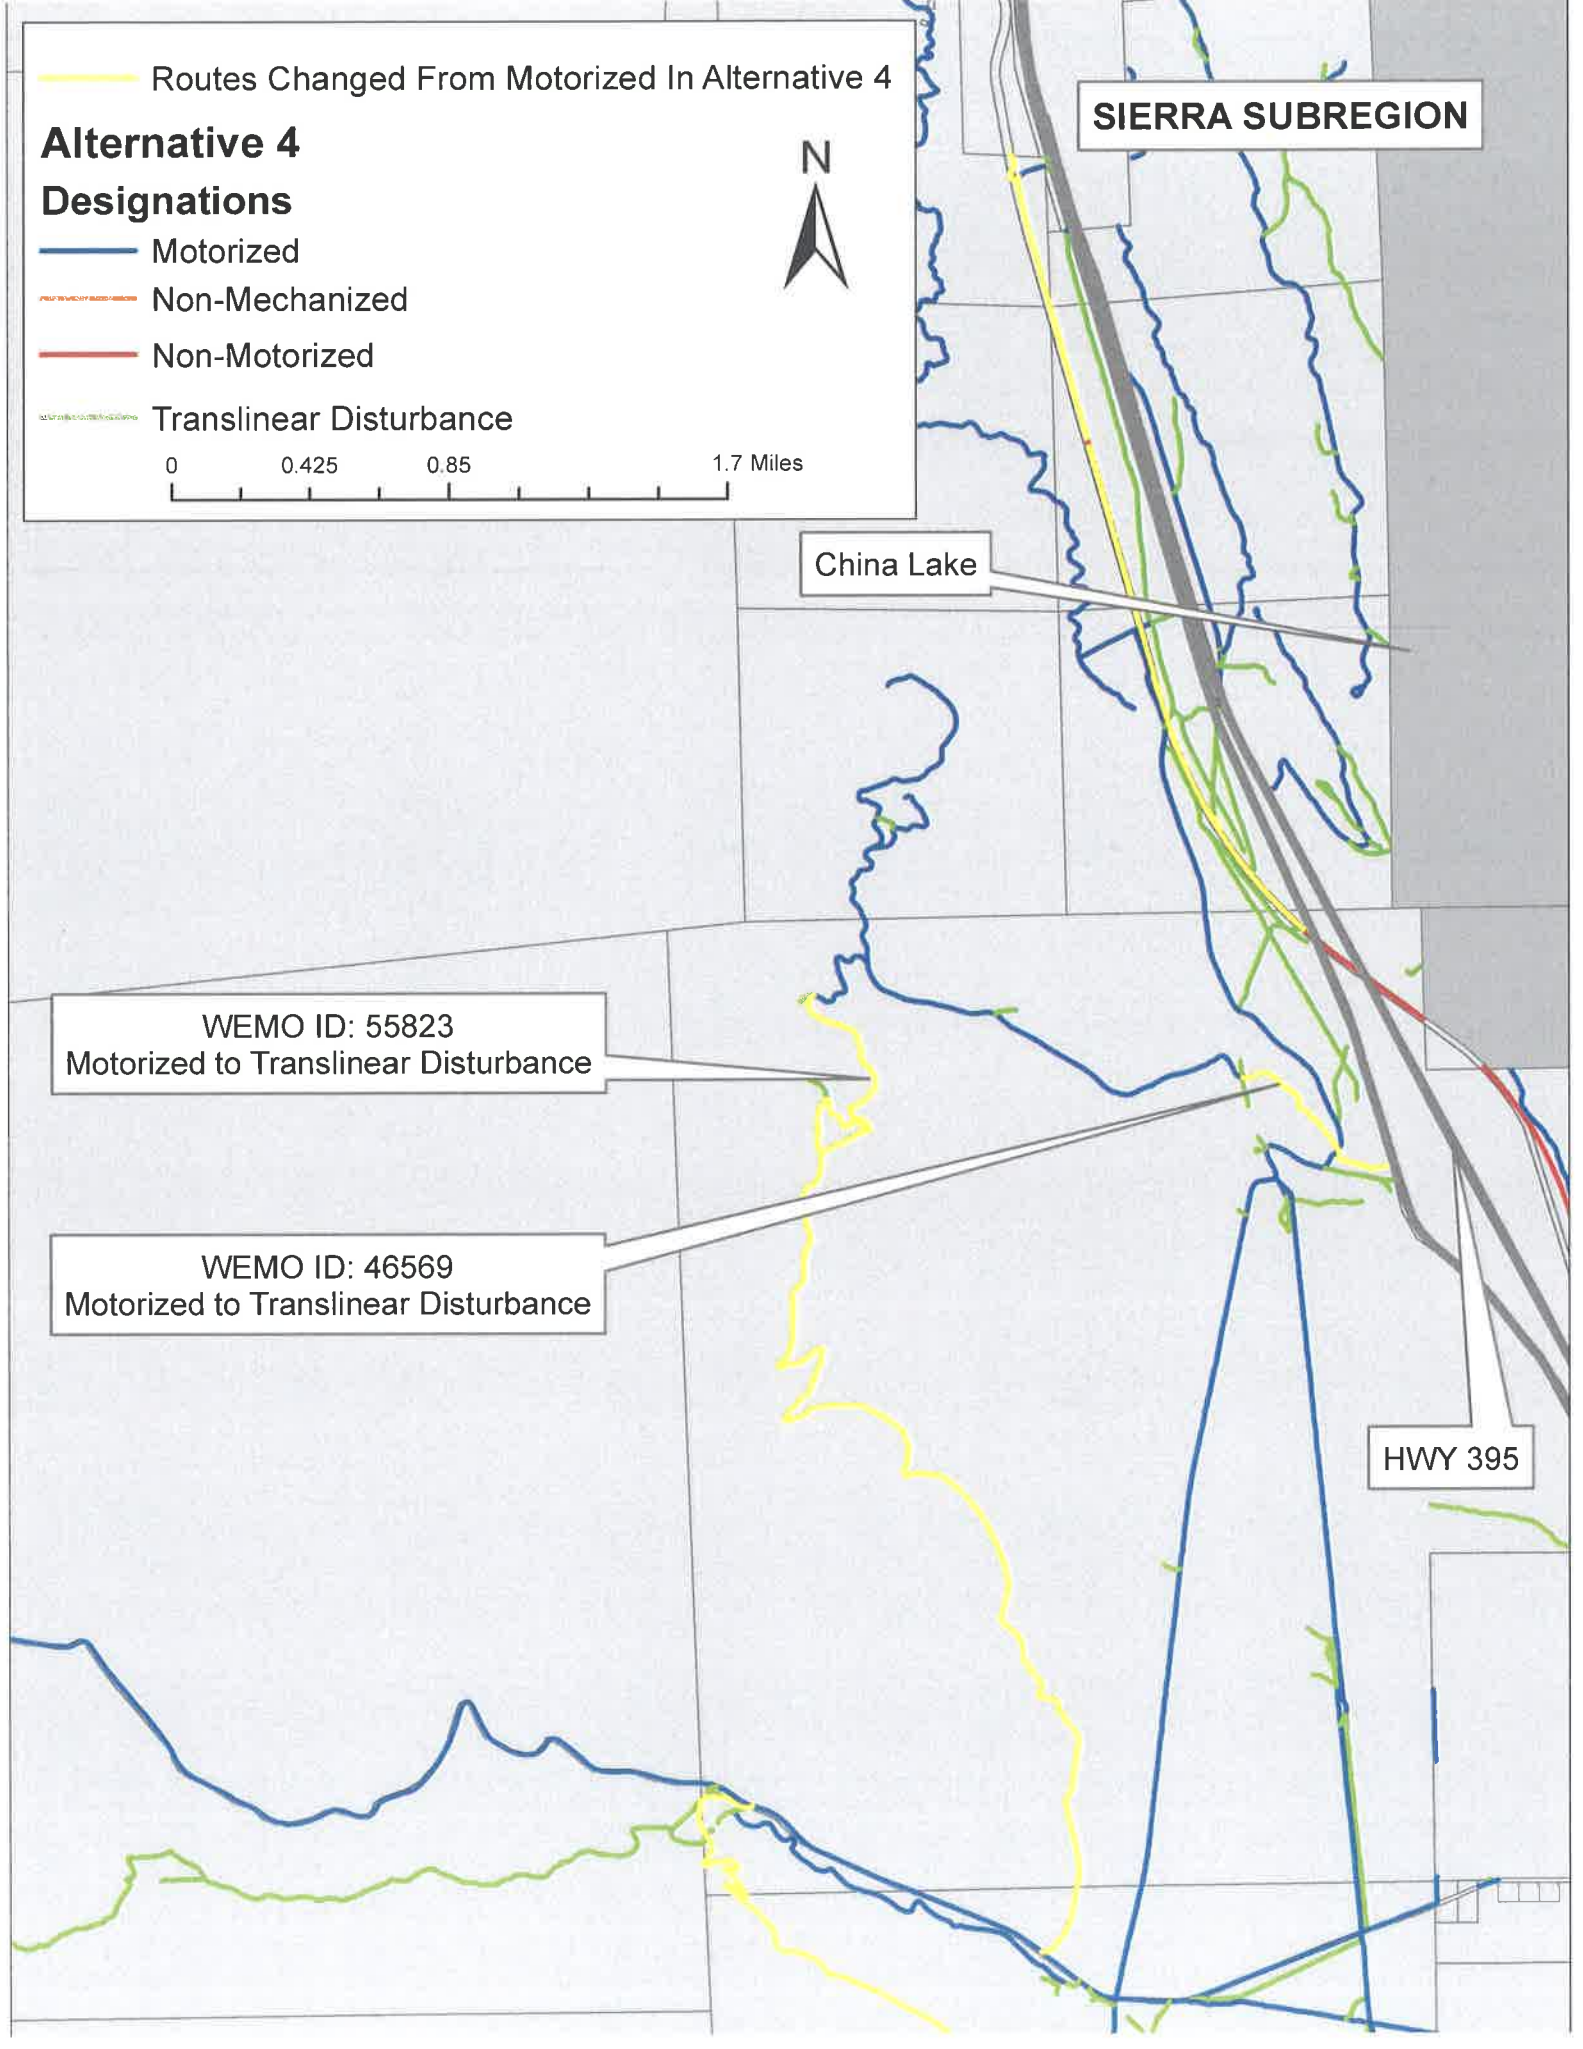 Routes Changed From Motorized In Alternative 4
Alternative 4
Designations
Motorized
Non-Mechanized
Non-Motorized
Translinear Disturbance
0 0.425 0.85 1.7 Miles
N
SIERRA SUBREGION
China Lake
WEMO ID: 55823
Motorized to Translinear Disturbance
WEMO ID: 46569
Motorized to Translinear Disturbance
HWY 395